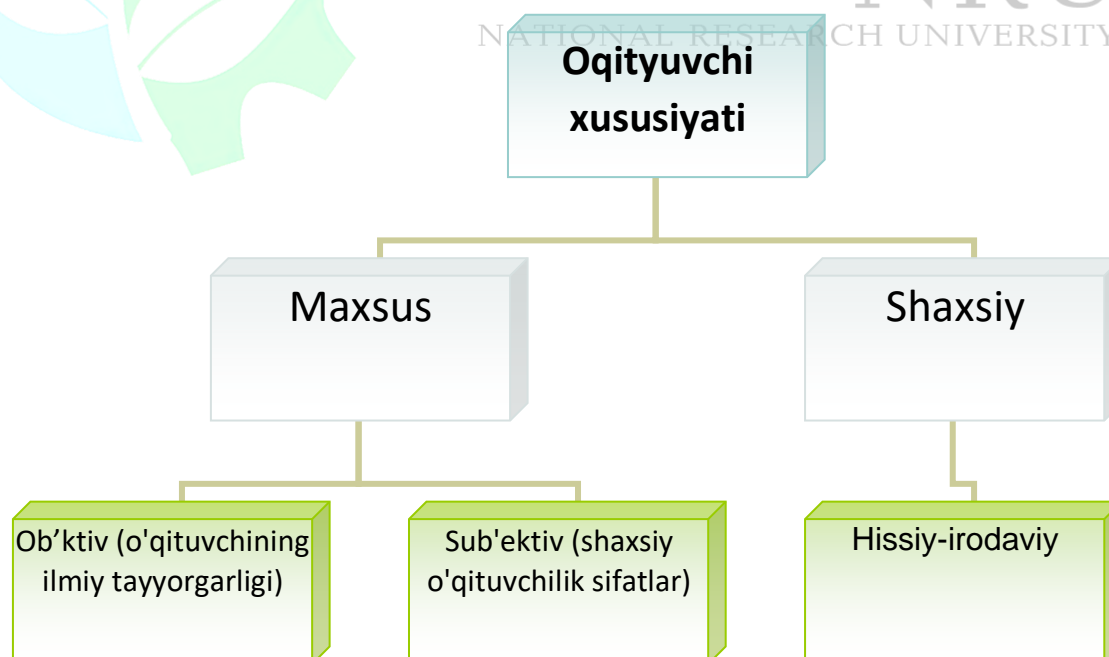 NATIONAL RESEARCH UNIVERSITY
Oqityuvchi
xususiyati
Maxsus
Shaxsiy
Ob’ktiv (o'qituvchining
ilmiy tayyorgarligi)
Sub'ektiv (shaxsiy
o'qituvchilik sifatlar)
Hissiy-irodaviy